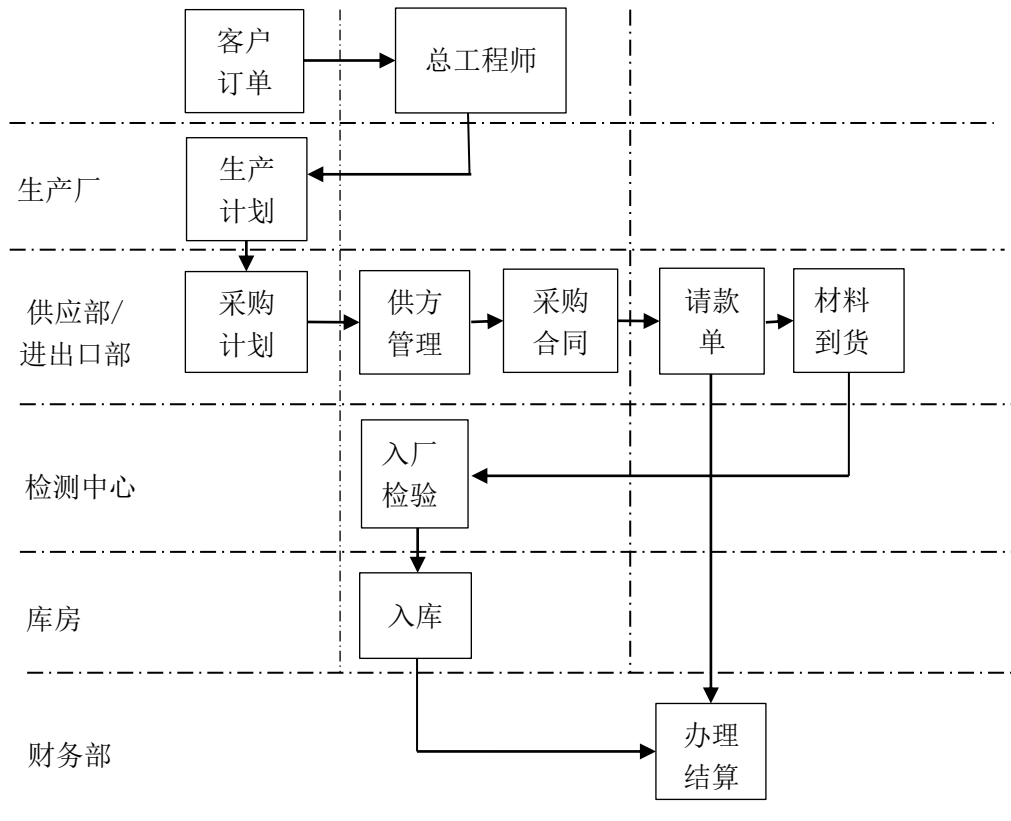 客户
订单
总工程师
生产厂
生产
计划
供应部/
进出口部
采购
计划
供方
管理
采购
合同
请款
单
材料
到货
检测中心
入厂
检验
库房
入库
财务部
办理
结算